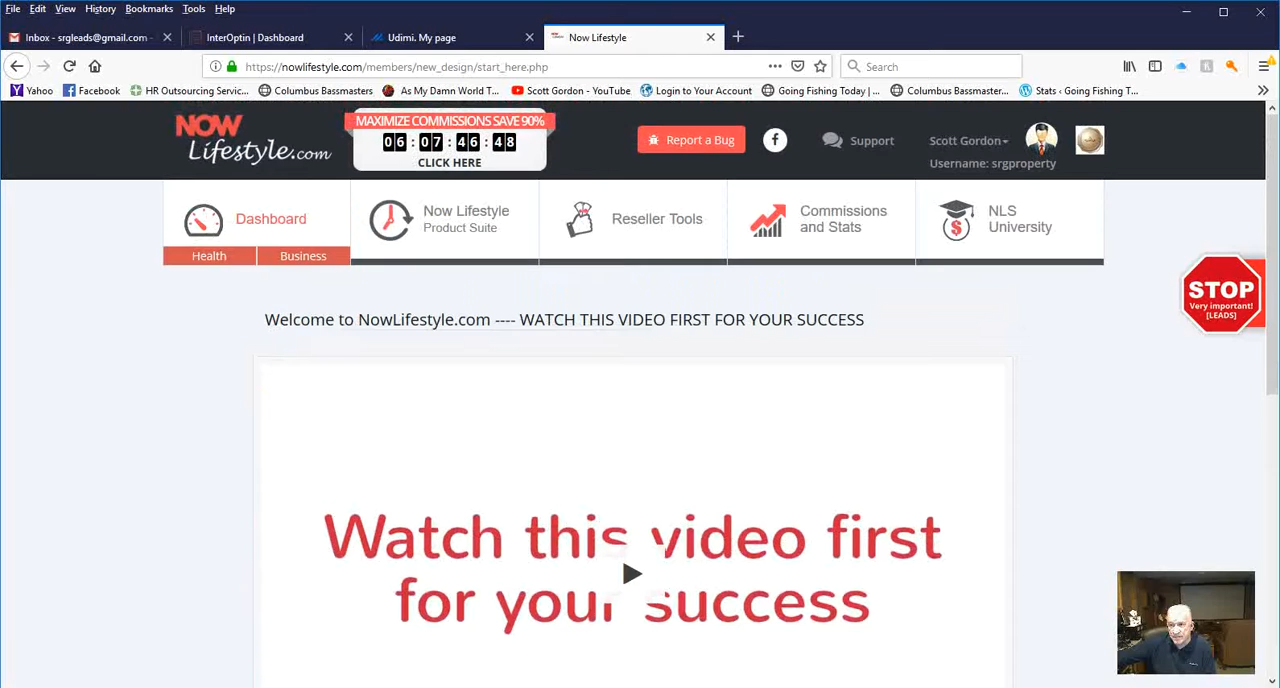 File Edit View History Bookmarks Tools Help
Inbox - srgleads@gmail.com - InterOptin | Dashboard Udimi. My page Now Lifestyle
https://nowlifestyle.com/members/new_design/start_here.php Search
Yahoo Facebook HR Outsourcing Servic... Columbus Bassmasters As My Damn World T... Scott Gordon - YouTube Login to Your Account Going Fishing Today | ... Columbus Bassmaster... Stats ‹ Going Fishing T...
NOW
Lifestyle.com
MAXIMIZE COMMISSIONS SAVE 90%
06:07:46:48
CLICK HERE
Report a Bug
Support
Scott Gordon
Username: srgproperty
Dashboard
Health Business
Now Lifestyle
Product Suite
Reseller Tools
Commissions
and Stats
NLS
University
STOP
Very important!
[LEADS]
Welcome to NowLifestyle.com ---- WATCH THIS VIDEO FIRST FOR YOUR SUCCESS
Watch this video first
for your success